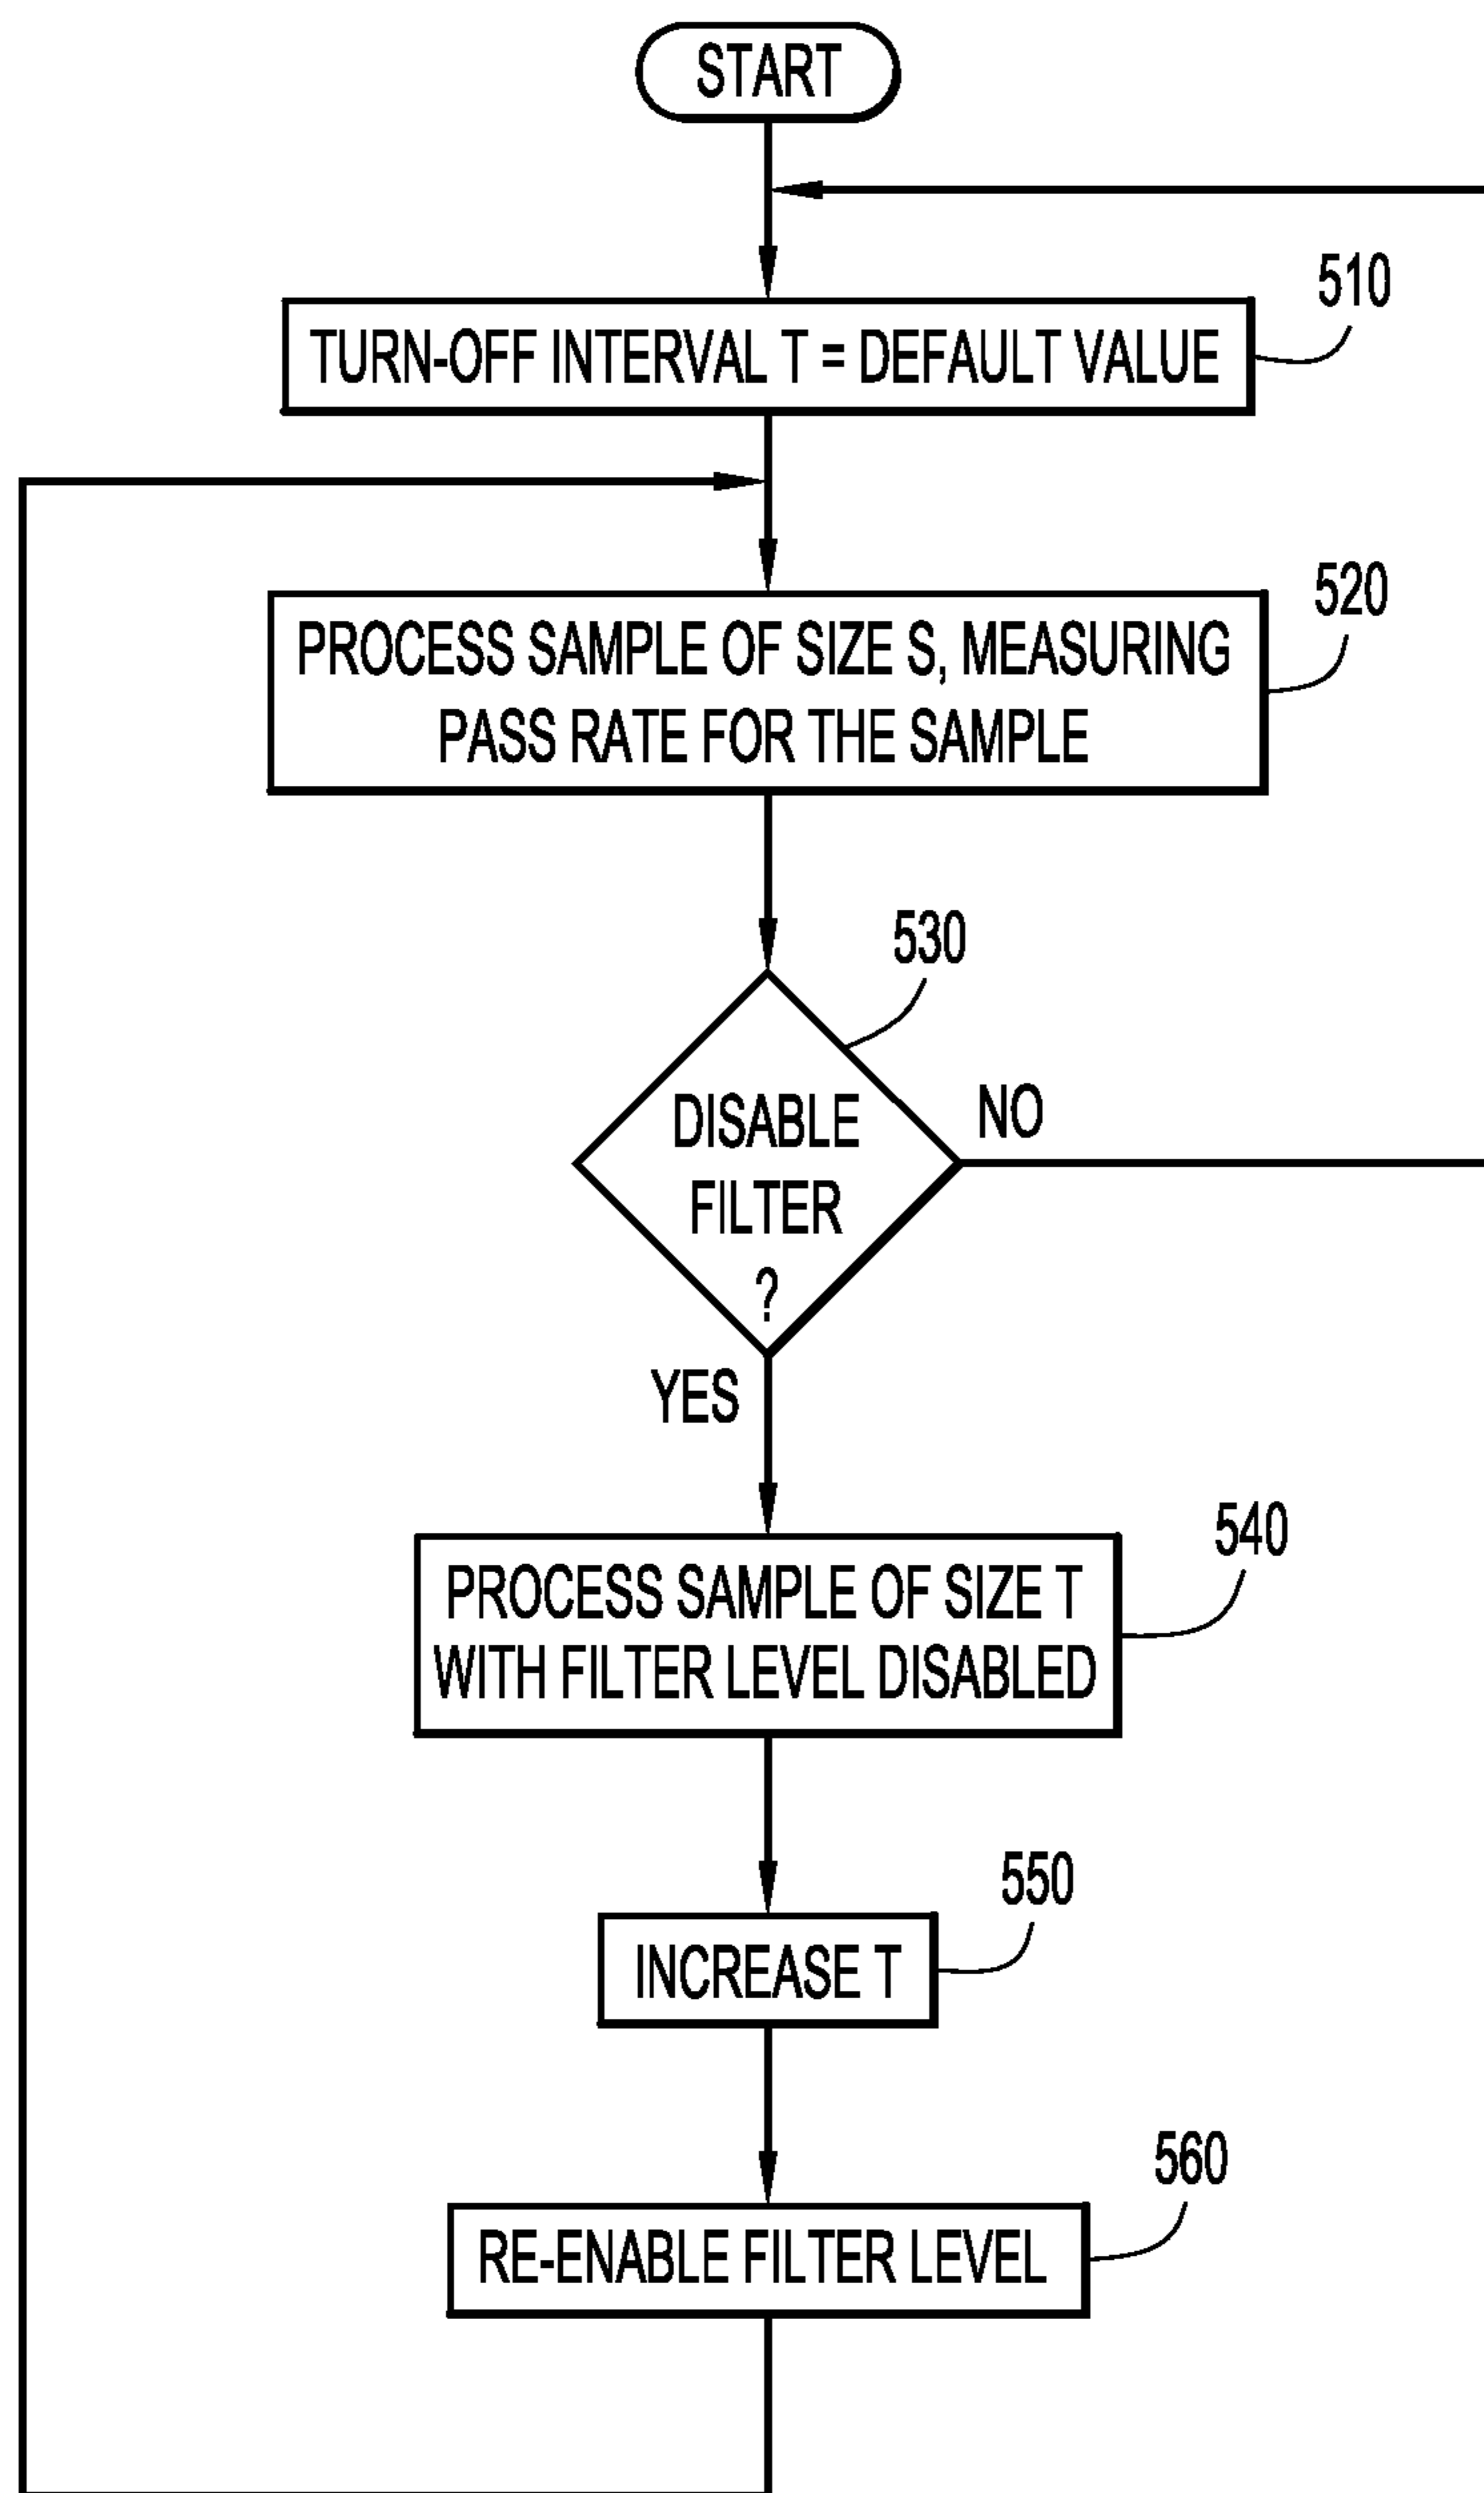 START
510
TURN-OFF INTERVAL T = DEFAULT VALUE
520
PROCESS SAMPLE OF SIZE S, MEASURING
PASS RATE FOR THE SAMPLE
530
DISABLE
FILTER
?
NO
YES
540
PROCESS SAMPLE OF SIZE T
WITH FILTER LEVEL DISABLED
550
INCREASE T
560
RE-ENABLE FILTER LEVEL